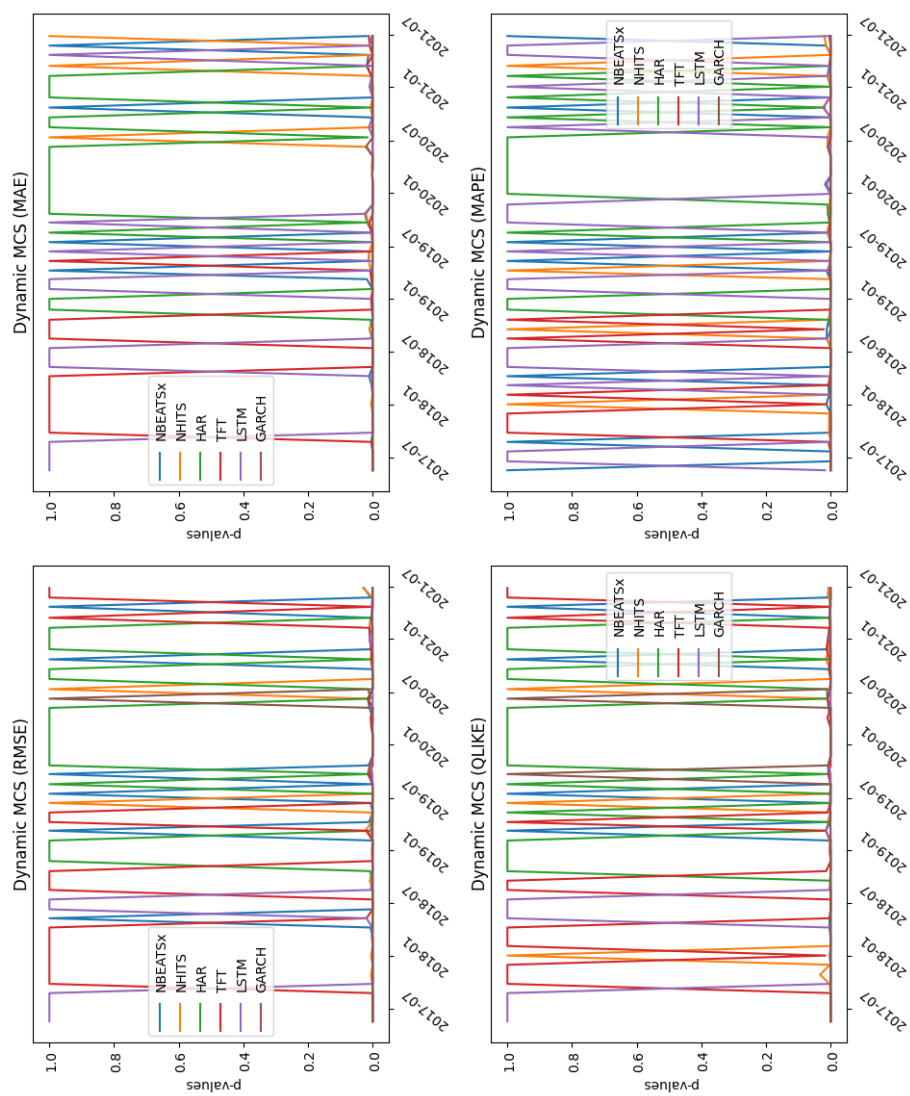 Dynamic MCS (RMSE)
p-values
1.0
0.8
0.6
0.4
0.2
0.0
NBEATSx
NHITS
HAR
TFT
LSTM
GARCH
2017-07
2018-01
2018-07
2019-01
2019-07
2020-01
2020-07
2021-01
2021-07
Dynamic MCS (MAE)
p-values
1.0
0.8
0.6
0.4
0.2
0.0
NBEATSx
NHITS
HAR
TFT
LSTM
GARCH
2017-07
2018-01
2018-07
2019-01
2019-07
2020-01
2020-07
2021-01
2021-07
Dynamic MCS (QLIKE)
p-values
1.0
0.8
0.6
0.4
0.2
0.0
NBEATSx
NHITS
HAR
TFT
LSTM
GARCH
2017-07
2018-01
2018-07
2019-01
2019-07
2020-01
2020-07
2021-01
2021-07
Dynamic MCS (MAPE)
p-values
1.0
0.8
0.6
0.4
0.2
0.0
NBEATSx
NHITS
HAR
TFT
LSTM
GARCH
2017-07
2018-01
2018-07
2019-01
2019-07
2020-01
2020-07
2021-01
2021-07